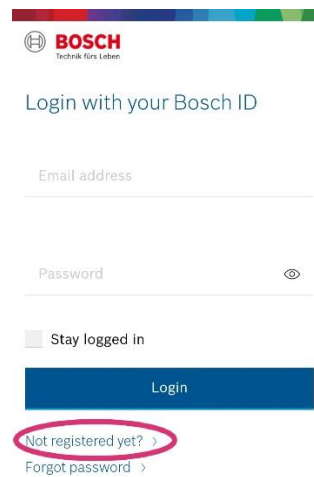 BOSCH
Technik fürs Leben
Login with your Bosch ID
Email address
Password
Stay logged in
Login
Not registered yet? >
Forgot password >